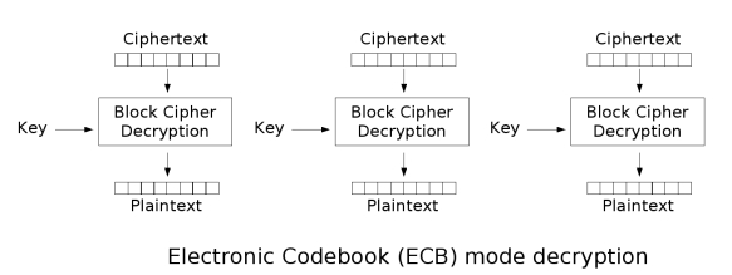 Ciphertext Ciphertext Ciphertext
Key Block Cipher Decryption Key Block Cipher Decryption Key Block Cipher Decryption
Plaintext Plaintext Plaintext
Electronic Codebook (ECB) mode decryption